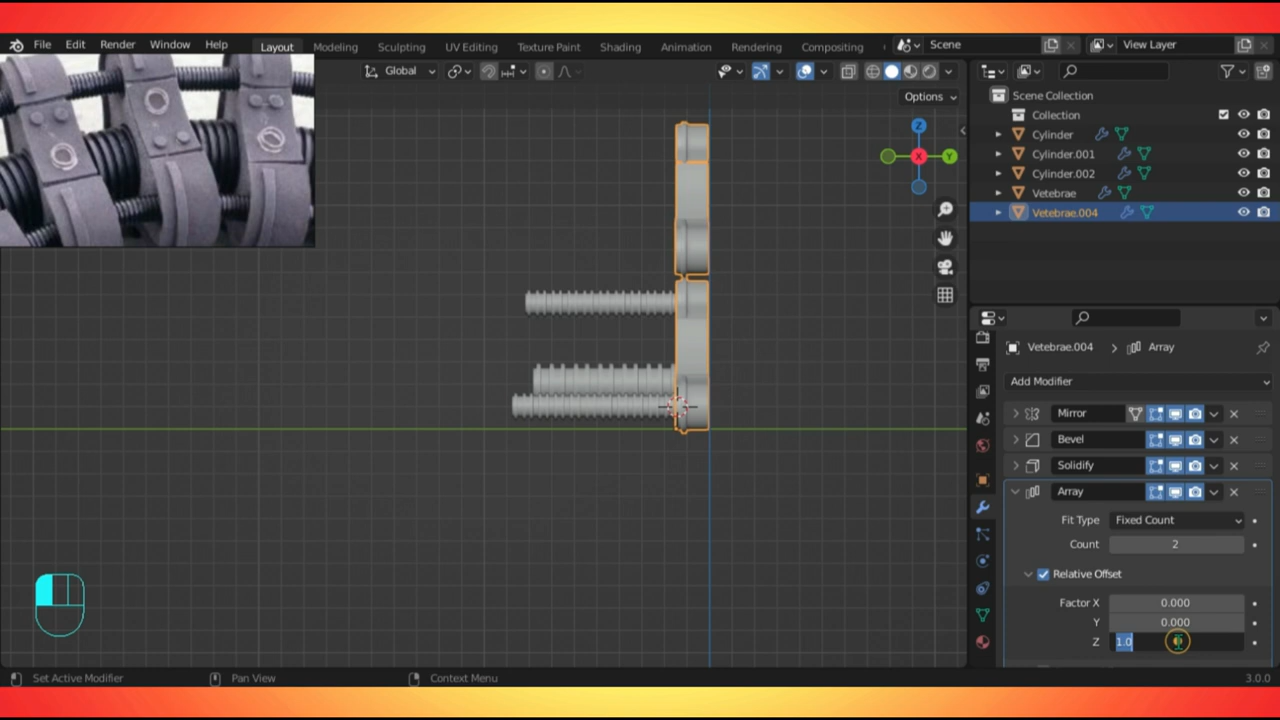 File Edit Render Window Help Layout Modeling Sculpting UV Editing Texture Paint Shading Animation Rendering Compositing Scene View Layer
Global
Options
Z
X
Y
Scene Collection
Collection
Cylinder
Cylinder.001
Cylinder.002
Vetebrae
Vetebrae.004
Vetebrae.004 > Array
Add Modifier
Mirror
Bevel
Solidify
Array
Fit Type Fixed Count
Count 2
Relative Offset
Factor X 0.000
Y 0.000
Z 1.0
Set Active Modifier Pan View Context Menu 3.0.0